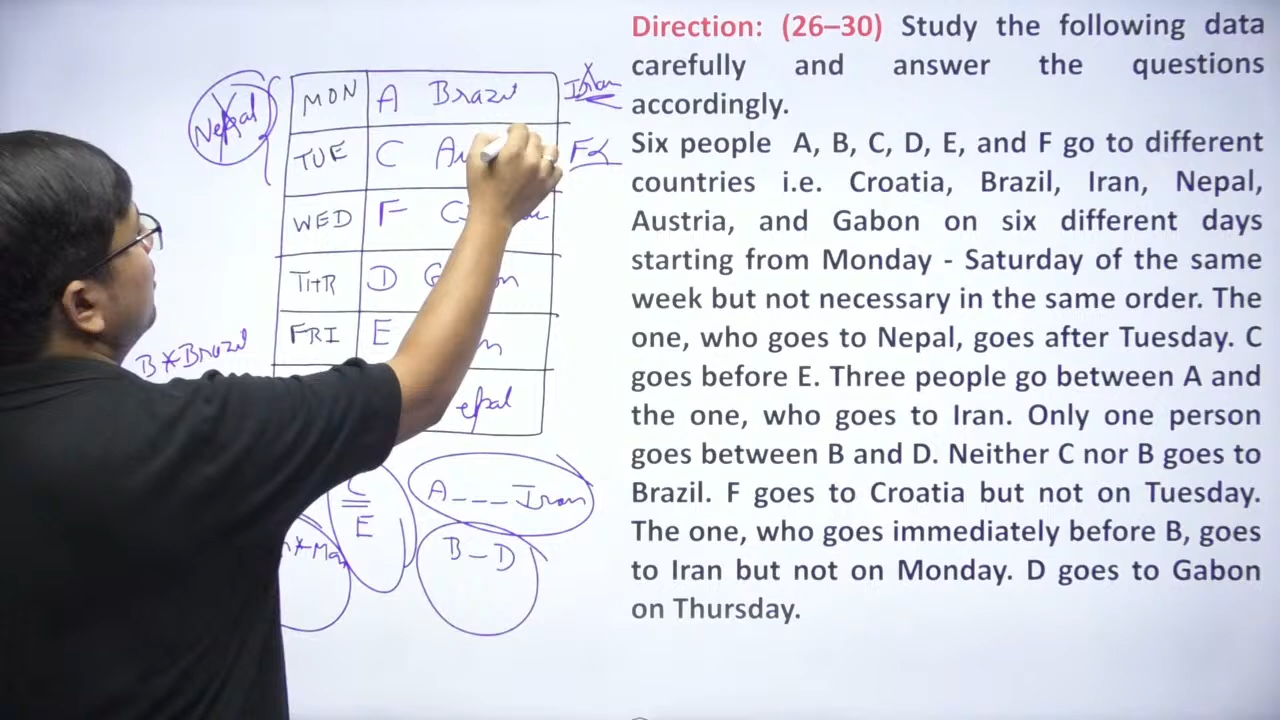 Direction: (26–30) Study the following data
carefully and answer the questions
accordingly.
Six people A, B, C, D, E, and F go to different
countries i.e. Croatia, Brazil, Iran, Nepal,
Austria, and Gabon on six different days
starting from Monday - Saturday of the same
week but not necessary in the same order. The
one, who goes to Nepal, goes after Tuesday. C
goes before E. Three people go between A and
the one, who goes to Iran. Only one person
goes between B and D. Neither C nor B goes to
Brazil. F goes to Croatia but not on Tuesday.
The one, who goes immediately before B, goes
to Iran but not on Monday. D goes to Gabon
on Thursday.
Nepal
MON A Brazil Iran
TUE C
WED F
THR D
FRI E
B Brazil
C
E
A _ _ _ Iran
B _ D